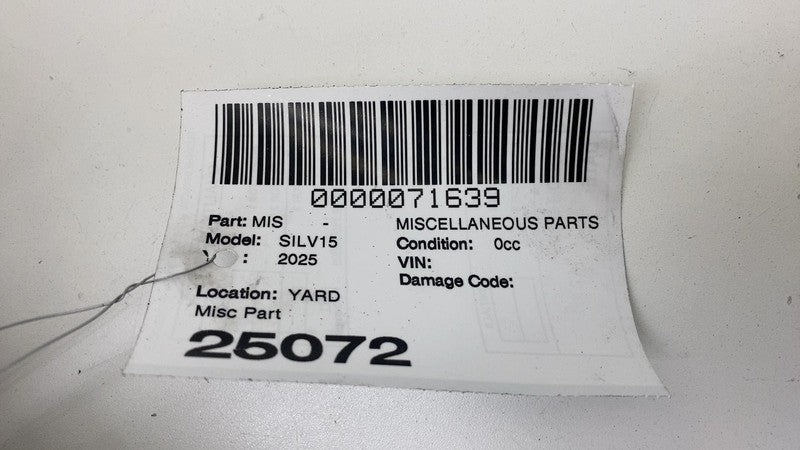 0000071639
Part: MIS - MISCELLANEOUS PARTS
Model: SILV15 Condition: 0cc
: 2025 VIN:
Damage Code:
Location: YARD
Misc Part
25072